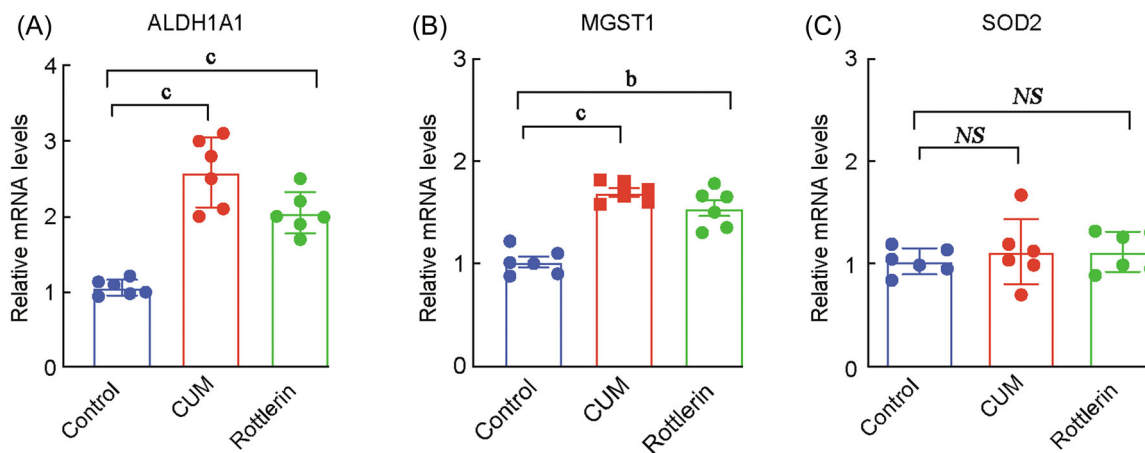 (A)
ALDH1A1
Relative mRNA levels
4
3
2
1
0
c
c
Control
CUM
Rottlerin
(B)
MGST1
Relative mRNA levels
3
2
1
0
b
c
Control
CUM
Rottlerin
(C)
SOD2
Relative mRNA levels
3
2
1
0
NS
NS
Control
CUM
Rottlerin